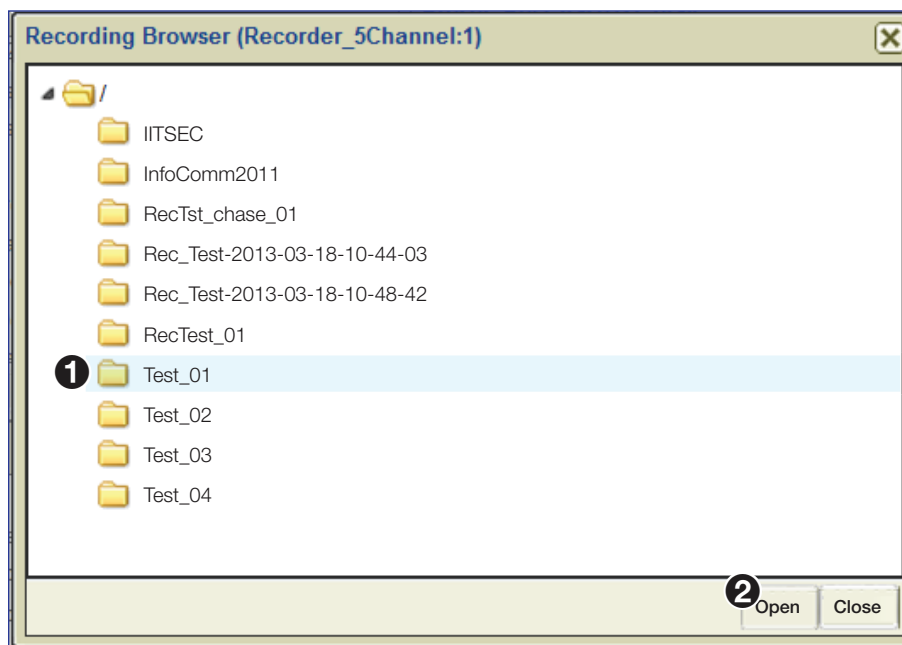 Recording Browser (Recorder_5Channel:1)
/
IITSEC
InfoComm2011
RecTst_chase_01
Rec_Test-2013-03-18-10-44-03
Rec_Test-2013-03-18-10-48-42
RecTest_01
1 Test_01
Test_02
Test_03
Test_04
2 Open Close